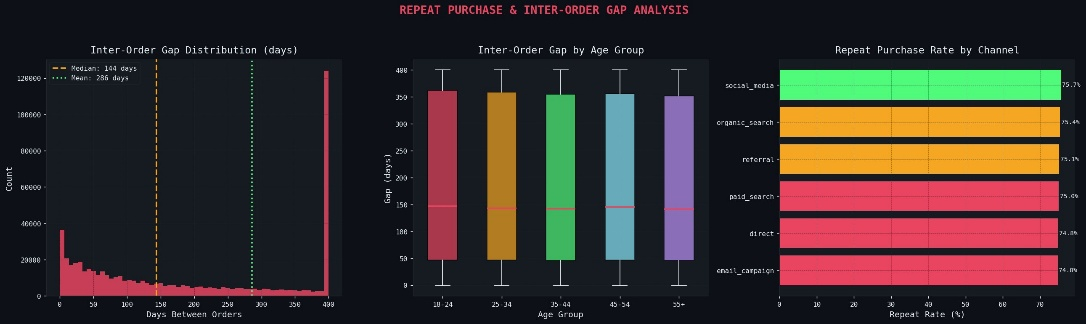 REPEAT PURCHASE & INTER-ORDER GAP ANALYSIS
Inter-Order Gap Distribution (days)
Median: 144 days
Mean: 286 days
120000
100000
80000
60000
40000
20000
0
Count
0 50 100 150 200 250 300 350 400
Days Between Orders
Inter-Order Gap by Age Group
400
350
300
250
200
150
100
50
0
Gap (days)
18-24 25-34 35-44 45-54 55+
Age Group
Repeat Purchase Rate by Channel
social_media 75.7%
organic_search 75.4%
referral 75.1%
paid_search 75.0%
direct 74.8%
email_campaign 74.8%
0 10 20 30 40 50 60 70
Repeat Rate (%)